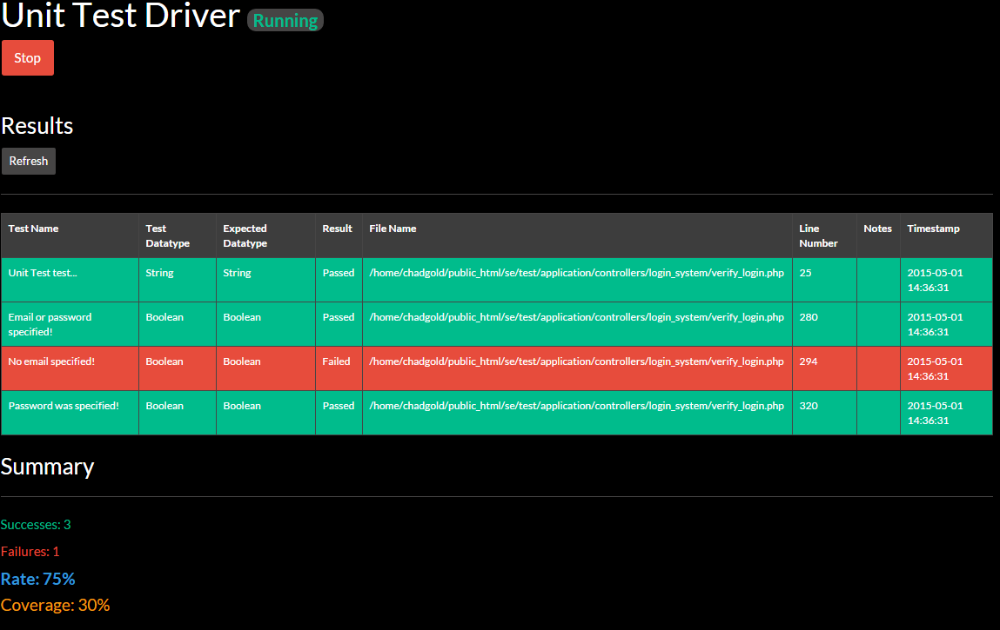 Unit Test Driver Running
Stop
Results
Refresh
Test Name Test Datatype Expected Datatype Result File Name Line Number Notes Timestamp
Unit Test test... String String Passed /home/chadgold/public_html/se/test/application/controllers/login_system/verify_login.php 25 2015-05-01 14:36:31
Email or password specified! Boolean Boolean Passed /home/chadgold/public_html/se/test/application/controllers/login_system/verify_login.php 280 2015-05-01 14:36:31
No email specified! Boolean Boolean Failed /home/chadgold/public_html/se/test/application/controllers/login_system/verify_login.php 294 2015-05-01 14:36:31
Password was specified! Boolean Boolean Passed /home/chadgold/public_html/se/test/application/controllers/login_system/verify_login.php 320 2015-05-01 14:36:31
Summary
Successes: 3
Failures: 1
Rate: 75%
Coverage: 30%